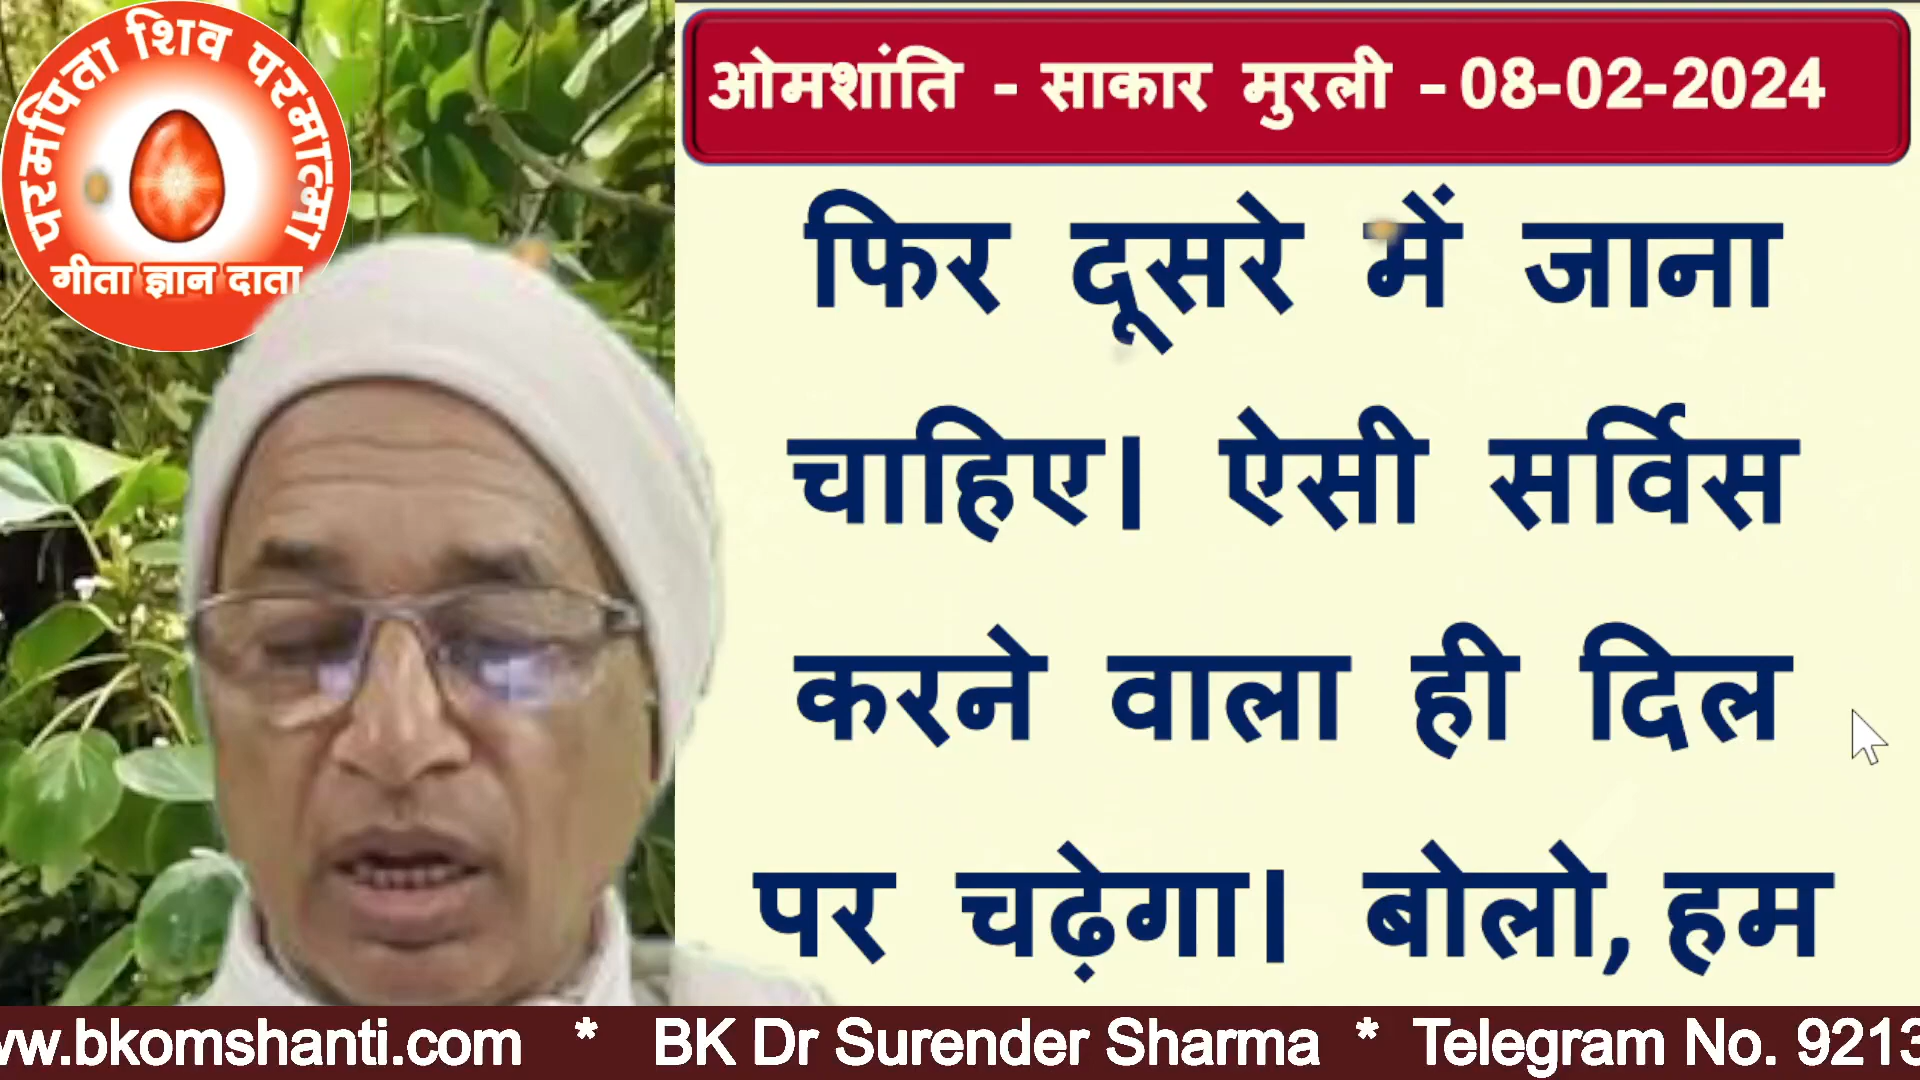 परमपिता शिव परमात्मा
गीता ज्ञान दाता
ओमशांति - साकार मुरली -08-02-2024
फिर दूसरे में जाना
चाहिए। ऐसी सर्विस
करने वाला ही दिल
पर चढ़ेगा। बोलो, हम
ww.bkomshanti.com * BK Dr Surender Sharma * Telegram No. 9213